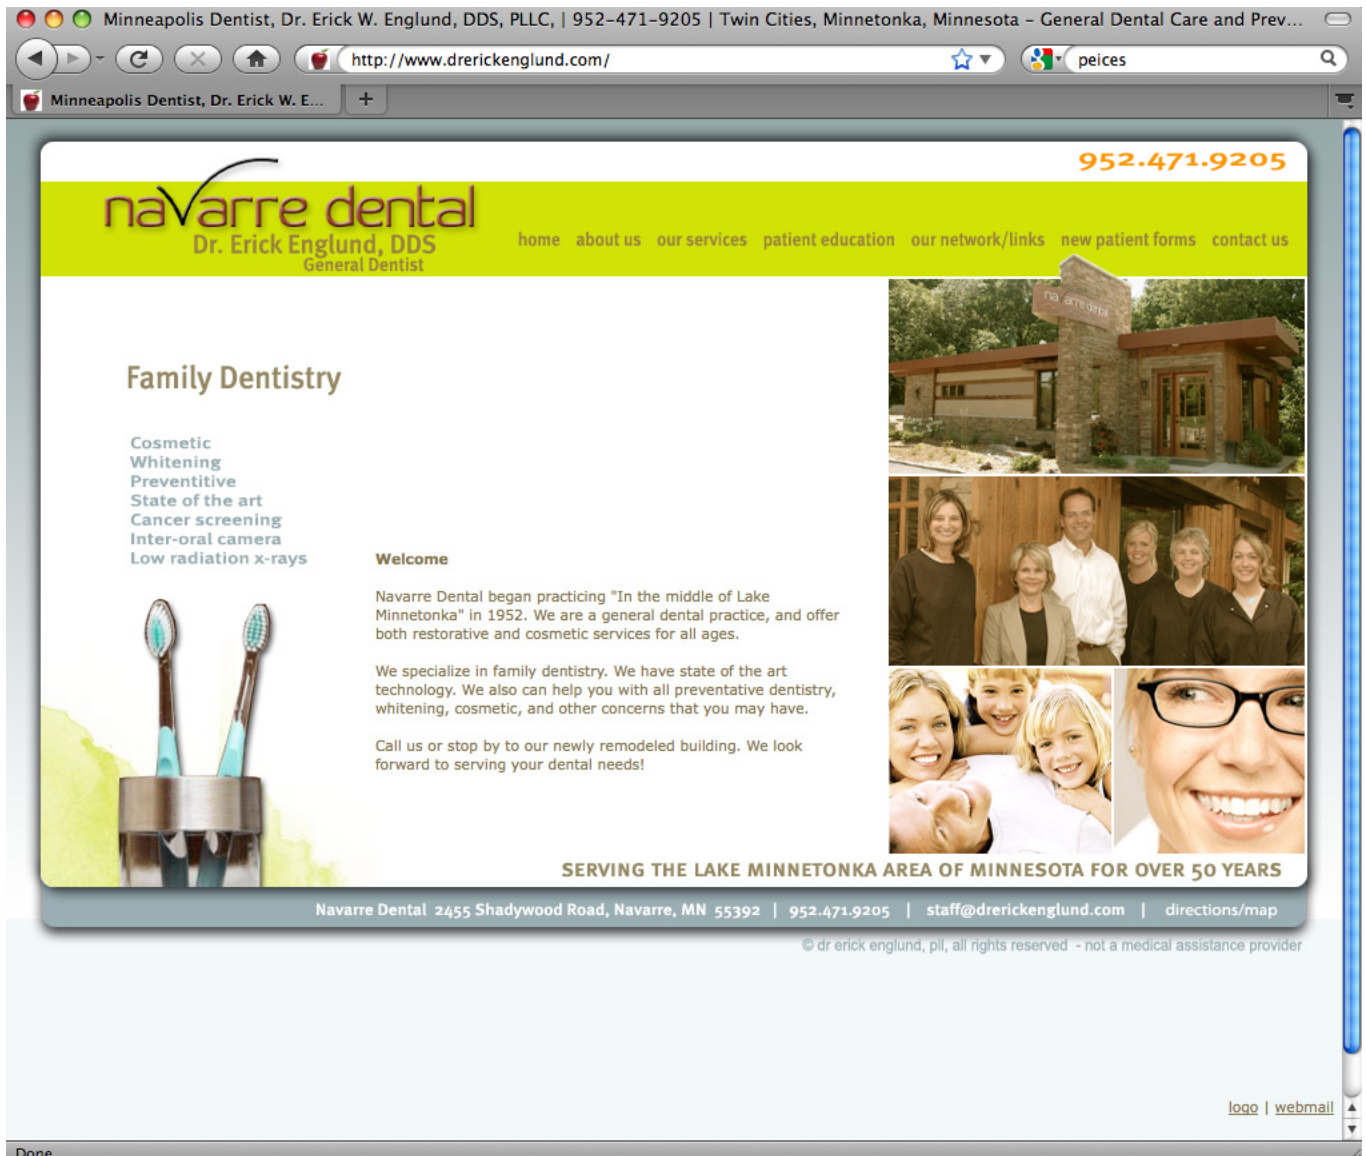 Minneapolis Dentist, Dr. Erick W. Englund, DDS, PLLC, | 952-471-9205 | Twin Cities, Minnetonka, Minnesota – General Dental Care and Prev...
http://www.drerickenglund.com/
peices
Minneapolis Dentist, Dr. Erick W. E...
952.471.9205
navarre dental
Dr. Erick Englund, DDS
General Dentist
home about us our services patient education our network/links new patient forms contact us
navarre dental
Family Dentistry
Cosmetic
Whitening
Preventitive
State of the art
Cancer screening
Inter-oral camera
Low radiation x-rays
Welcome
Navarre Dental began practicing "In the middle of Lake
Minnetonka" in 1952. We are a general dental practice, and offer
both restorative and cosmetic services for all ages.
We specialize in family dentistry. We have state of the art
technology. We also can help you with all preventative dentistry,
whitening, cosmetic, and other concerns that you may have.
Call us or stop by to our newly remodeled building. We look
forward to serving your dental needs!
SERVING THE LAKE MINNETONKA AREA OF MINNESOTA FOR OVER 50 YEARS
Navarre Dental 2455 Shadywood Road, Navarre, MN 55392 | 952.471.9205 | staff@drerickenglund.com | directions/map
© dr erick englund, pll, all rights reserved - not a medical assistance provider
logo | webmail
Done